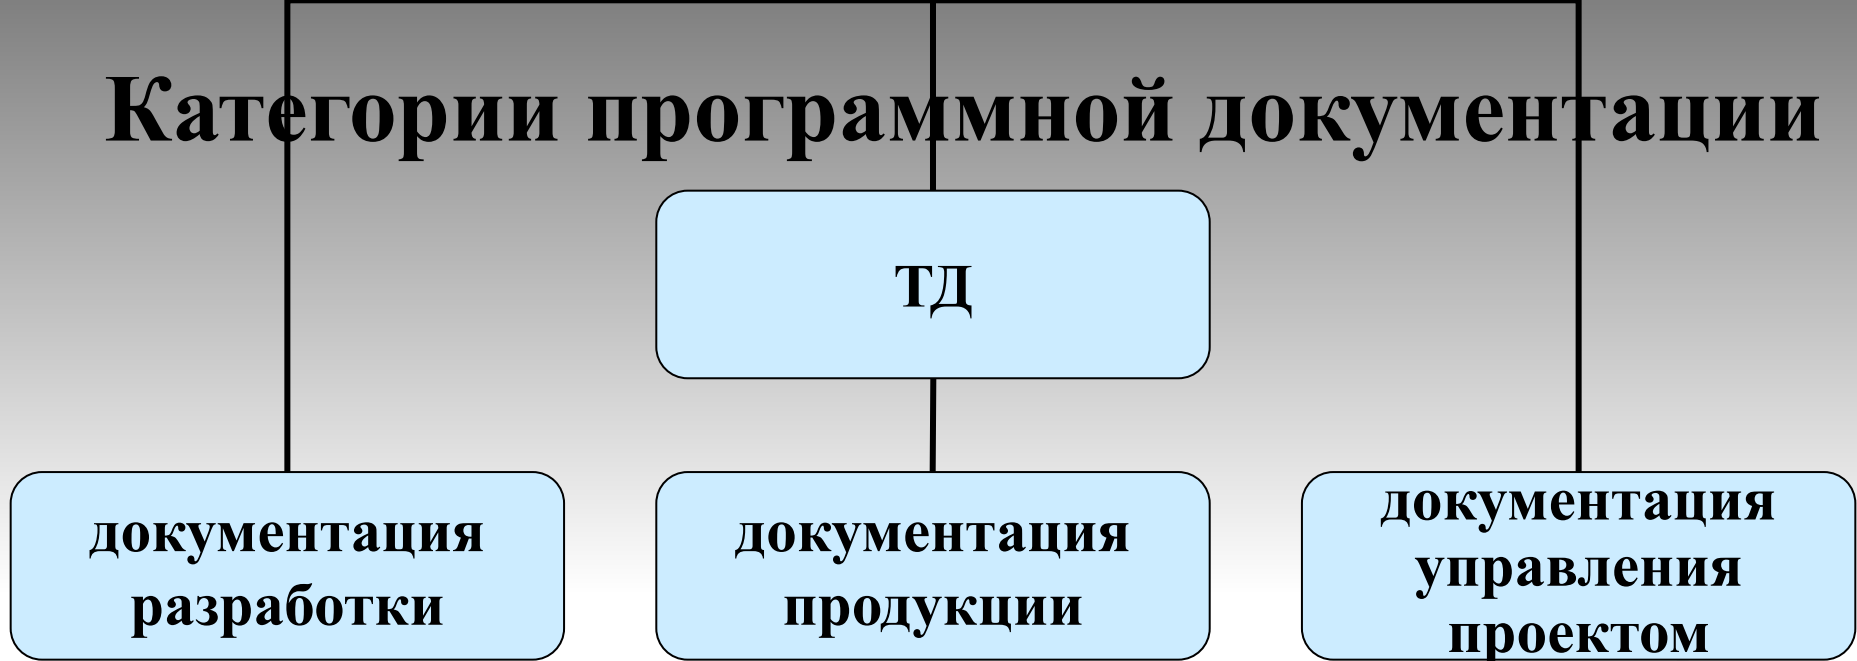 Категории программной документации
ТД
документация
разработки
документация
продукции
документация
управления
проектом